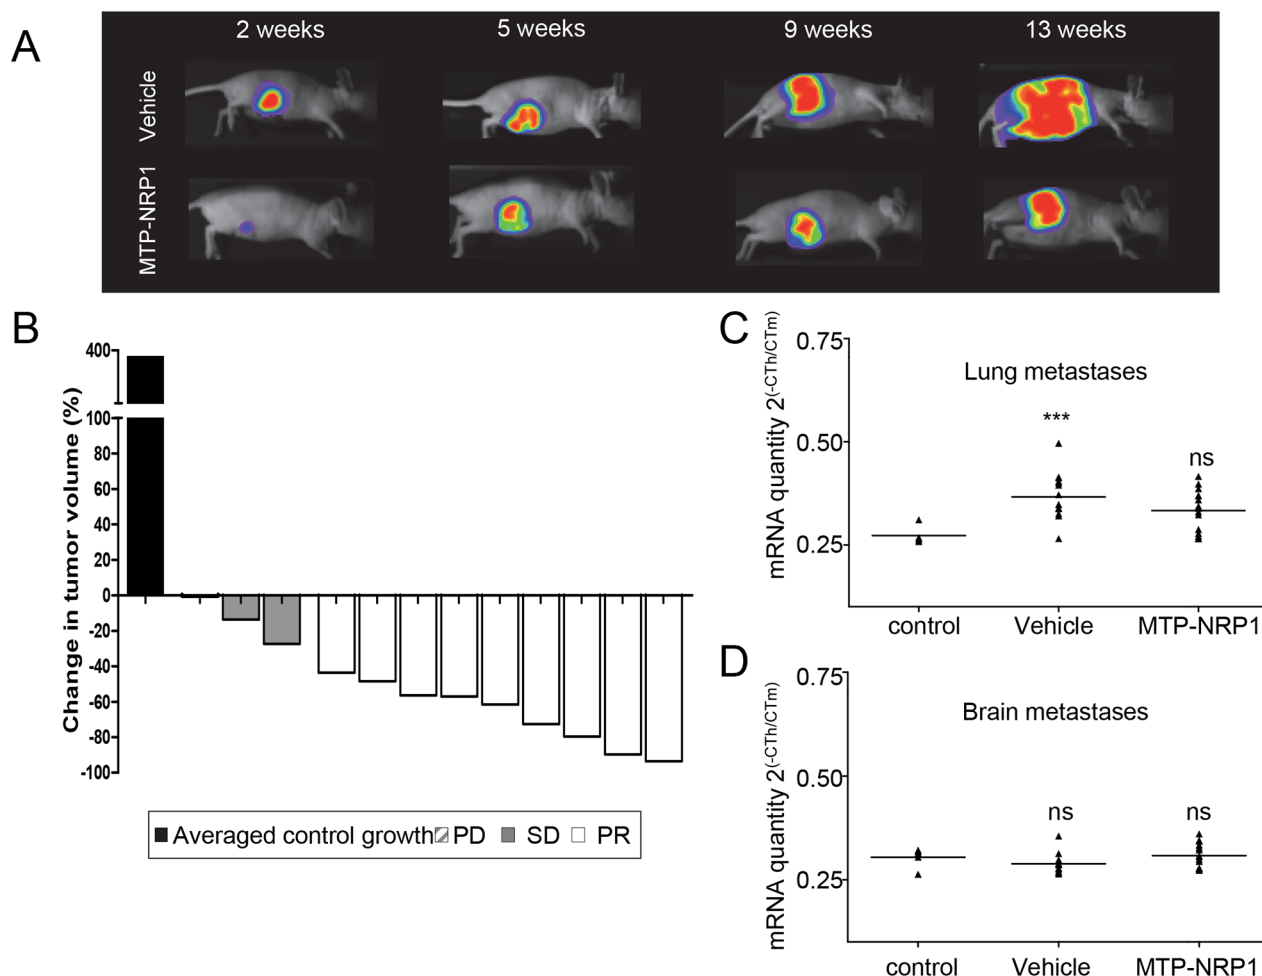 A
2 weeks 5 weeks 9 weeks 13 weeks
Vehicle
MTP-NRP1
B
Change in tumor volume (%)
400
100
80
60
40
20
0
-20
-40
-60
-80
-100
Averaged control growth PD SD PR
C
mRNA quantity 2(-CTh/CTm)
0.75
0.50
0.25
Lung metastases
***
ns
control Vehicle MTP-NRP1
D
mRNA quantity 2(-CTh/CTm)
0.75
0.50
0.25
Brain metastases
ns ns
control Vehicle MTP-NRP1